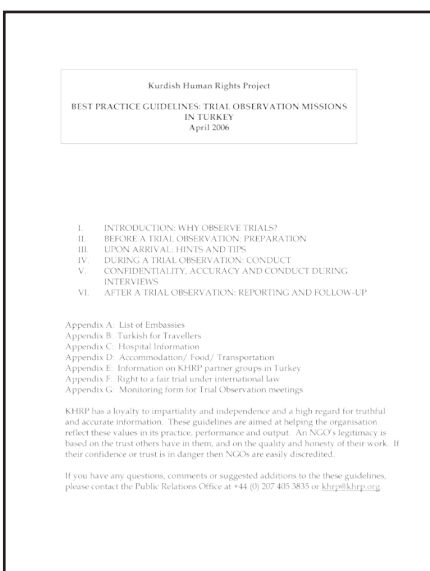 Kurdish Human Rights Project
BEST PRACTICE GUIDELINES: TRIAL OBSERVATION MISSIONS
IN TURKEY
April 2006
I. INTRODUCTION: WHY OBSERVE TRIALS?
II. BEFORE A TRIAL OBSERVATION: PREPARATION
III. UPON ARRIVAL: HINTS AND TIPS
IV. DURING A TRIAL OBSERVATION: CONDUCT
V. CONFIDENTIALITY, ACCURACY AND CONDUCT DURING
INTERVIEWS
VI. AFTER A TRIAL OBSERVATION: REPORTING AND FOLLOW-UP
Appendix A: List of Embassies
Appendix B: Turkish for Travellers
Appendix C: Hospital Information
Appendix D: Accommodation/ Food/ Transportation
Appendix E: Information on KHRP partner groups in Turkey
Appendix F: Right to a fair trial under international law
Appendix G: Monitoring form for Trial Observation meetings
KHRP has a loyalty to impartiality and independence and a high regard for truthful
and accurate information. These guidelines are aimed at helping the organisation
reflect these values in its practice, performance and output. An NGO's legitimacy is
based on the trust others have in them, and on the quality and honesty of their work. If
their confidence or trust is in danger then NGOs are easily discredited.
If you have any questions, comments or suggested additions to the these guidelines,
please contact the Public Relations Office at +44 (0) 207 405 3835 or khrp@khrp.org